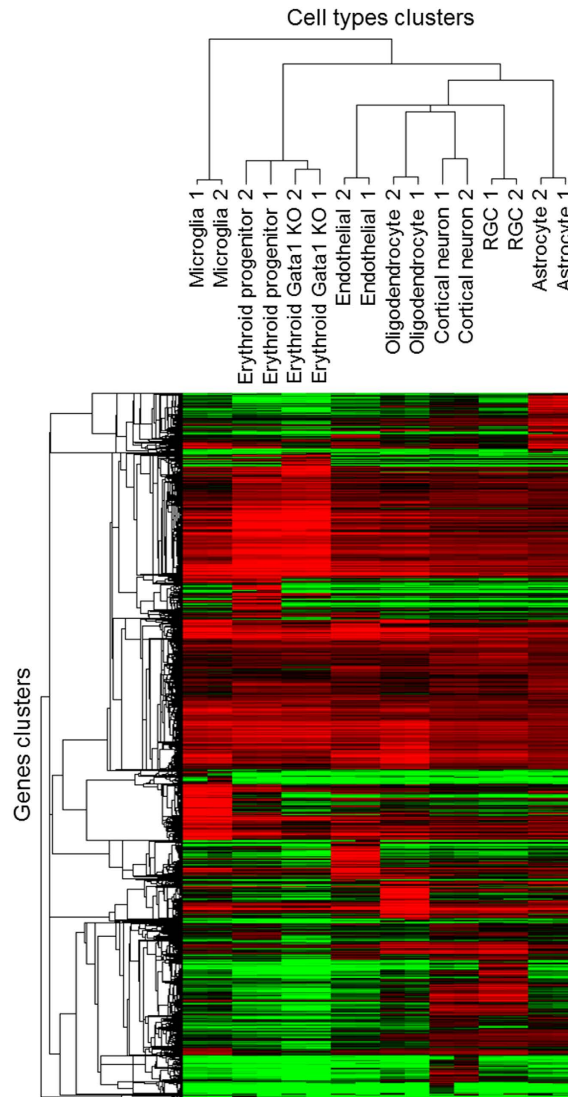 Cell types clusters
Microglia 1
Microglia 2
Erythroid progenitor 2
Erythroid progenitor 1
Erythroid Gata1 KO 2
Erythroid Gata1 KO 1
Endothelial 2
Endothelial 1
Oligodendrocyte 2
Oligodendrocyte 1
Cortical neuron 1
Cortical neuron 2
RGC 1
RGC 2
Astrocyte 2
Astrocyte 1
Genes clusters